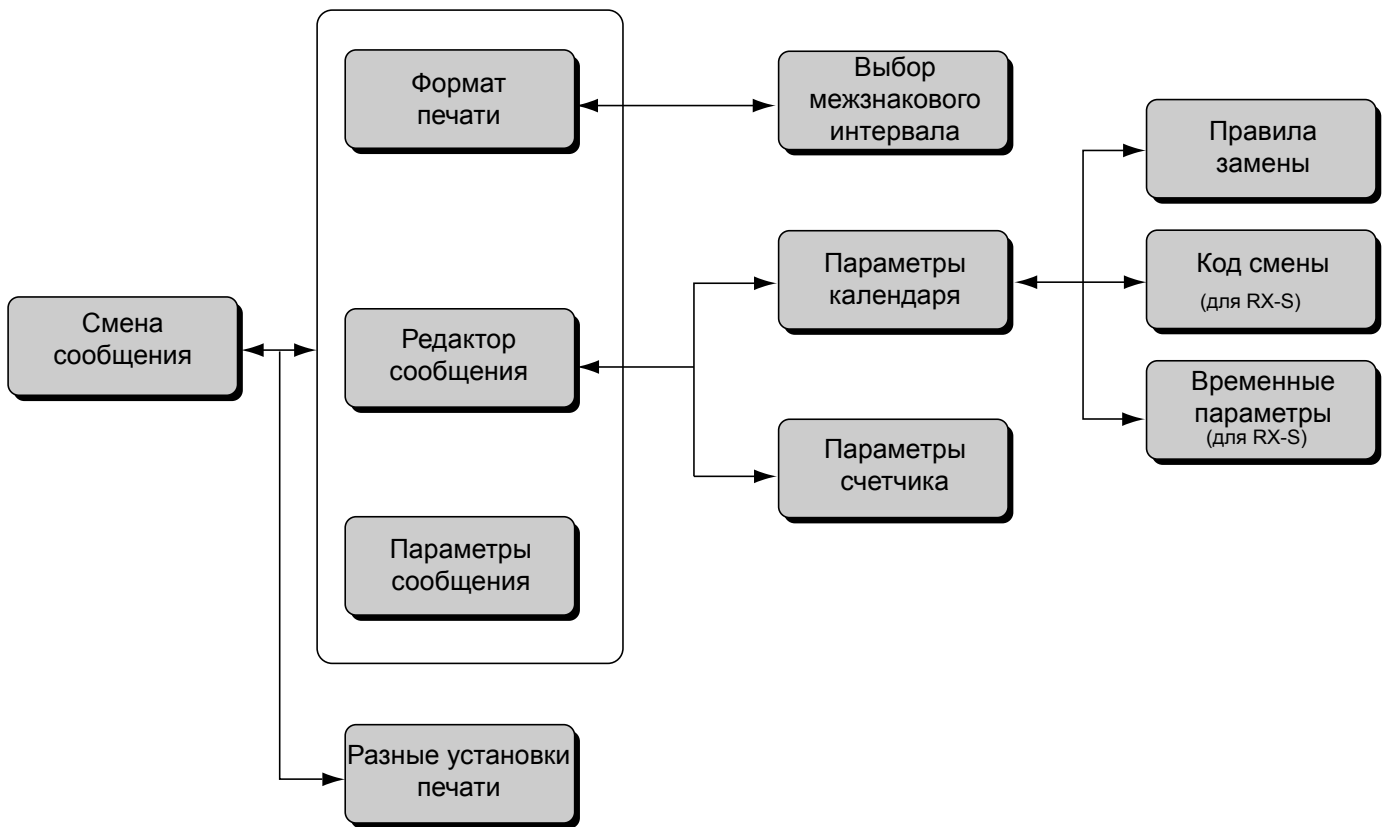 Формат
печати
Выбор
межзнакового
интервала
Правила
замены
Смена
сообщения
Редактор
сообщения
Параметры
календаря
Код смены
(для RX-S)
Временные
параметры
(для RX-S)
Параметры
счетчика
Параметры
сообщения
Разные установки
печати